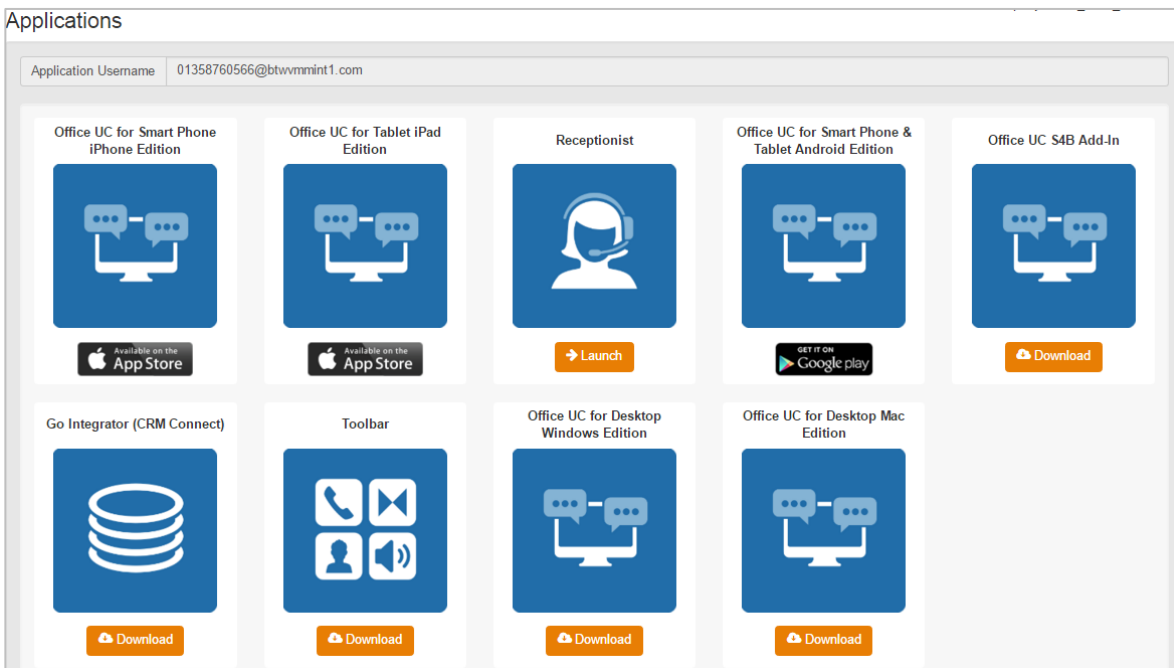 Applications
Application Username 01358760566@btwvmmint1.com
Office UC for Smart Phone
iPhone Edition
Available on the
App Store
Office UC for Tablet iPad
Edition
Available on the
App Store
Receptionist
Launch
Office UC for Smart Phone &
Tablet Android Edition
GET IT ON
Google play
Office UC S4B Add-In
Download
Go Integrator (CRM Connect)
Download
Toolbar
Download
Office UC for Desktop
Windows Edition
Download
Office UC for Desktop Mac
Edition
Download